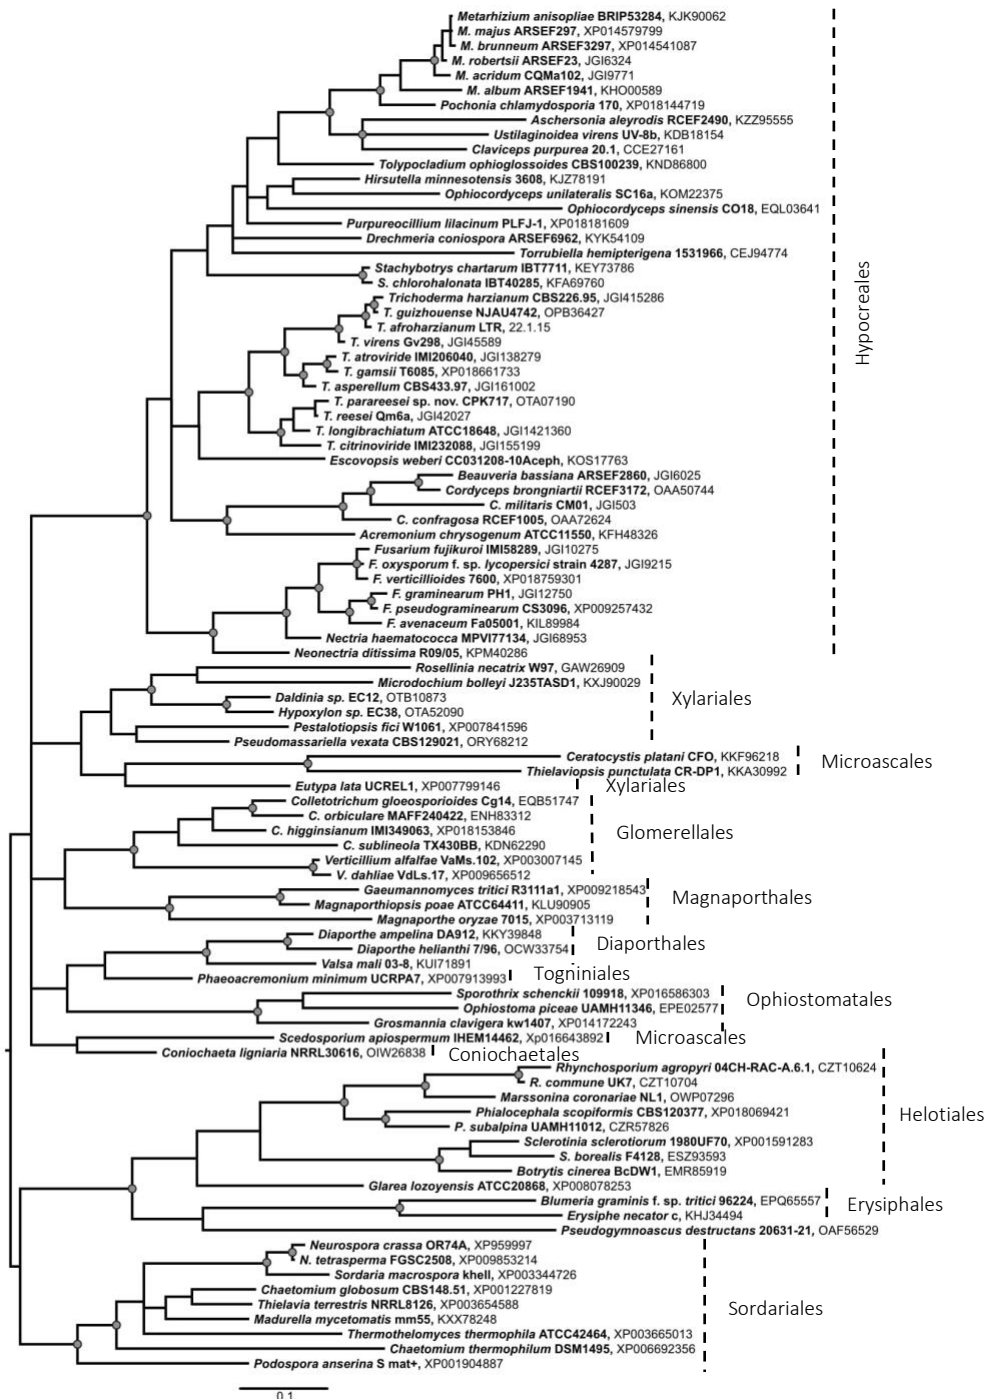 Metarhizium anisopliae BRIP53284, KJK90062
M. majus ARSEF297, XP014579799
M. brunneum ARSEF3297, XP014541087
M. robertsii ARSEF23, JGI6324
M. acridum CQMa102, JGI9771
M. album ARSEF1941, KHO00589
Pochonia chlamydosporia 170, XP018144719
Aschersonia aleyrodis RCEF2490, KZZ95555
Ustilaginoidea virens UV-8b, KDB18154
Claviceps purpurea 20.1, CCE27161
Tolypocladium ophioglossoides CBS100239, KND86800
Hirsutella minnesotensis 3608, KJZ78191
Ophiocordyceps unilateralis SC16a, KOM22375
Ophiocordyceps sinensis CO18, EQL03641
Purpureocillium lilacinum PLFJ-1, XP018181609
Drechmeria coniospora ARSEF6962, KYK54109
Torrubiella hemipterigena 1531966, CEJ94774
Stachybotrys chartarum IBT7711, KEY73786
S. chlorohalonata IBT40285, KFA69760
Trichoderma harzianum CBS226.95, JGI415286
T. guizhouense NJAU4742, OPB36427
T. afroharzianum LTR, 22.1.15
T. virens Gv298, JGI45589
T. atroviride IMI206040, JGI138279
T. gamsii T6085, XP018661733
T. asperellum CBS433.97, JGI161002
T. parareesei sp. nov. CPK717, OTA07190
T. reesei Qm6a, JGI42027
T. longibrachiatum ATCC18648, JGI1421360
T. citrinoviride IMI232088, JGI155199
Escovopsis weberi CC031208-10Aceph, KOS17763
Beauveria bassiana ARSEF2860, JGI6025
Cordyceps brongniartii RCEF3172, OAA50744
C. militaris CM01, JGI503
C. confragosa RCEF1005, OAA72624
Acremonium chrysogenum ATCC11550, KFH48326
Fusarium fujikuroi IMI58289, JGI10275
F. oxysporum f. sp. lycopersici strain 4287, JGI9215
F. verticillioides 7600, XP018759301
F. graminearum PH1, JGI12750
F. pseudograminearum CS3096, XP009257432
F. avenaceum Fa05001, KIL89984
Nectria haematococca MPVI77134, JGI68953
Neonectria ditissima R09/05, KPM40286
Hypocreales
Rosellinia necatrix W97, GAW26909
Microdochium bolleyi J235TASD1, KXJ90029
Daldinia sp. EC12, OTB10873
Hypoxylon sp. EC38, OTA52090
Pestalotiopsis fici W1061, XP007841596
Pseudomassariella vexata CBS129021, ORY68212
Xylariales
Ceratocystis platani CFO, KKF96218
Thielaviopsis punctulata CR-DP1, KKA30992
Microascales
Eutypa lata UCREL1, XP007799146
Xylariales
Colletotrichum gloeosporioides Cg14, EQB51747
C. orbiculare MAFF240422, ENH83312
C. higginsianum IMI349063, XP018153846
C. sublineola TX430BB, KDN62290
Verticillium alfalfae VaMs.102, XP003007145
V. dahliae VdLs.17, XP009656512
Glomerellales
Gaeumannomyces tritici R3111a1, XP009218543
Magnaporthiopsis poae ATCC64411, KLU90905
Magnaporthe oryzae 7015, XP003713119
Magnaporthales
Diaporthe ampelina DA912, KKY39848
Diaporthe helianthi 7/96, OCW33754
Valsa mali 03-8, KUI71891
Diaporthales
Phaeoacremonium minimum UCRPA7, XP007913993
Togniniales
Sporothrix schenckii 109918, XP016586303
Ophiostoma piceae UAMH11346, EPE02577
Grosmannia clavigera kw1407, XP014172243
Ophiostomatales
Scedosporium apiospermum IHEM14462, Xp016643892
Microascales
Coniochaeta ligniaria NRRL30616, OIW26838
Coniochaetales
Rhynchosporium agropyri 04CH-RAC-A.6.1, CZT10624
R. commune UK7, CZT10704
Marssonina coronariae NL1, OWP07296
Phialocephala scopiformis CBS120377, XP018069421
P. subalpina UAMH11012, CZR57826
Sclerotinia sclerotiorum 1980UF70, XP001591283
S. borealis F4128, ESZ93593
Botrytis cinerea BcDW1, EMR85919
Glarea lozoyensis ATCC20868, XP008078253
Helotiales
Blumeria graminis f. sp. tritici 96224, EPQ65557
Erysiphe necator c, KHJ34494
Erysiphales
Pseudogymnoascus destructans 20631-21, OAF56529
Neurospora crassa OR74A, XP959997
N. tetrasperma FGSC2508, XP009853214
Sordaria macrospora khell, XP003344726
Chaetomium globosum CBS148.51, XP001227819
Thielavia terrestris NRRL8126, XP003654588
Madurella mycetomatis mm55, KXX78248
Thermothelomyces thermophila ATCC42464, XP003665013
Chaetomium thermophilum DSM1495, XP006692356
Podospora anserina S mat+, XP001904887
Sordariales
0.1